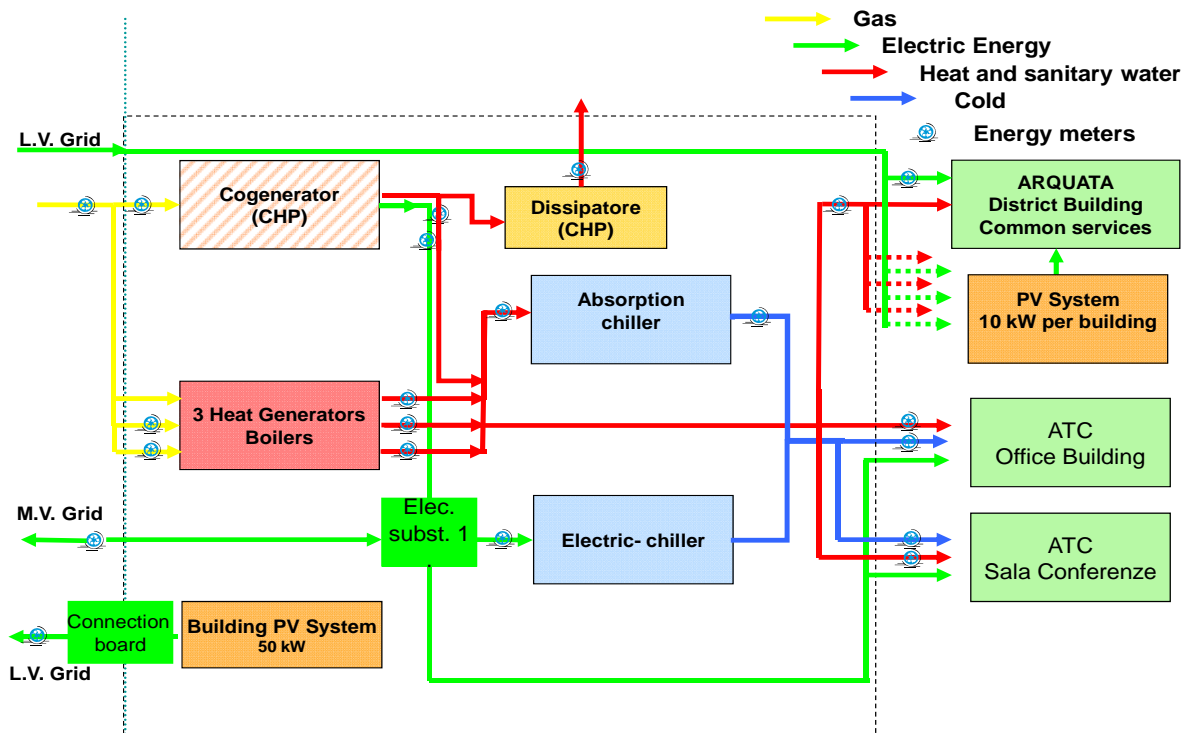 Gas
Electric Energy
Heat and sanitary water
Cold
Energy meters
L.V. Grid
Cogenerator
(CHP)
Dissipatore
(CHP)
ARQUATA
District Building
Common services
Absorption
chiller
PV System
10 kW per building
3 Heat Generators
Boilers
ATC
Office Building
M.V. Grid
Elec.
subst. 1
Electric- chiller
ATC
Sala Conferenze
Connection
board
Building PV System
50 kW
L.V. Grid